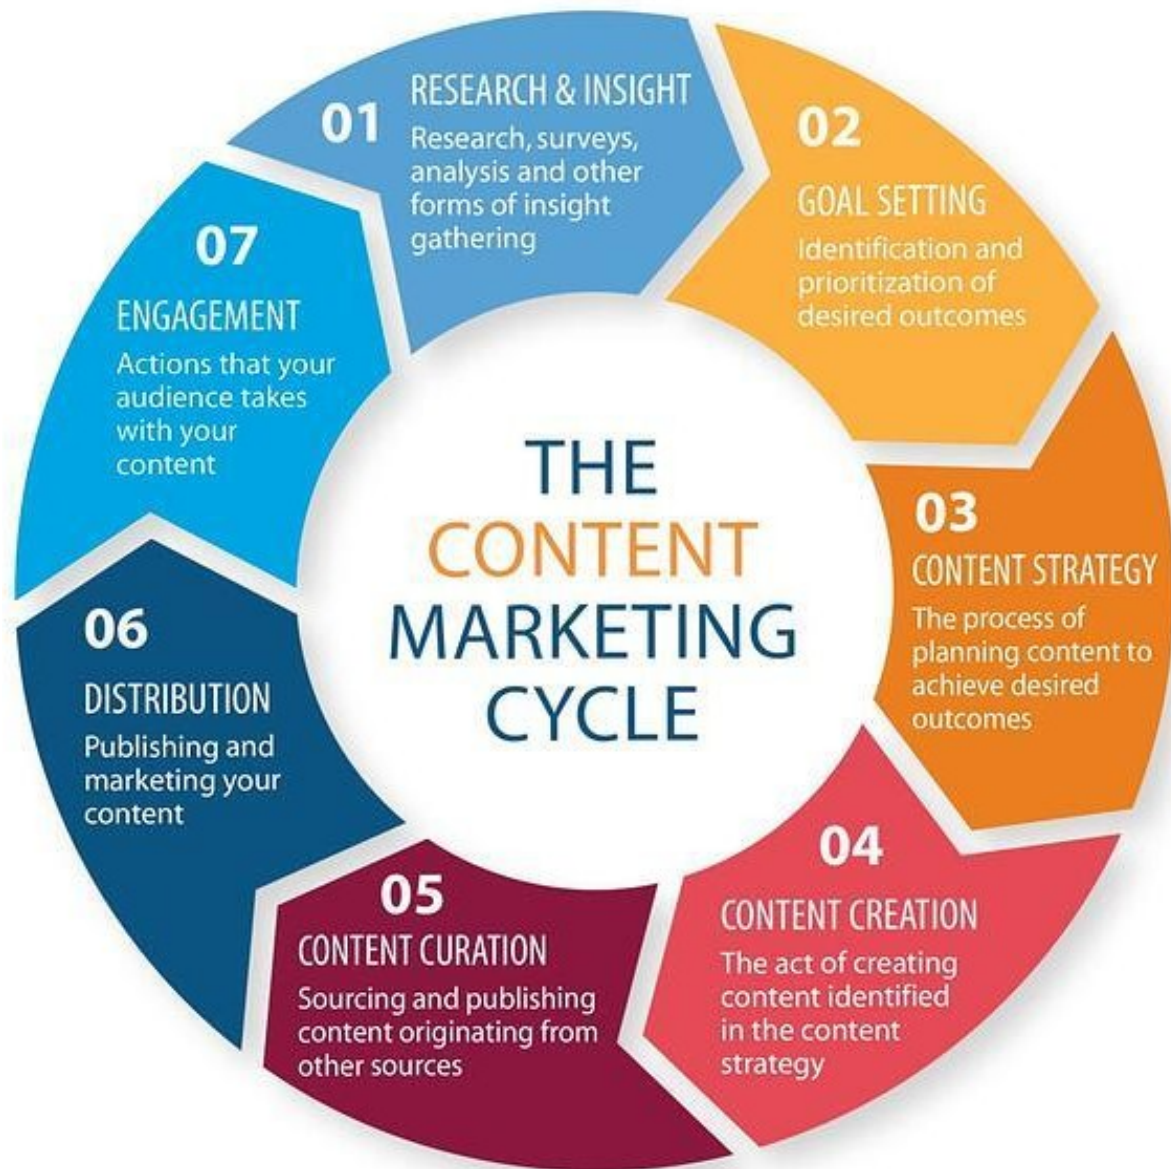 THE
CONTENT
MARKETING
CYCLE
01
RESEARCH & INSIGHT
Research, surveys,
analysis and other
forms of insight
gathering
02
GOAL SETTING
Identification and
prioritization of
desired outcomes
03
CONTENT STRATEGY
The process of
planning content to
achieve desired
outcomes
04
CONTENT CREATION
The act of creating
content identified
in the content
strategy
05
CONTENT CURATION
Sourcing and publishing
content originating from
other sources
06
DISTRIBUTION
Publishing and
marketing your
content
07
ENGAGEMENT
Actions that your
audience takes
with your
content